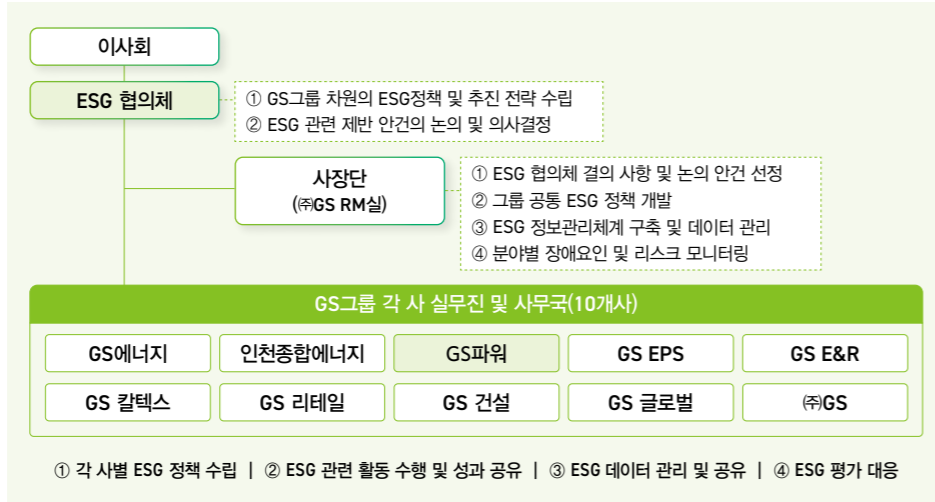 이사회
ESG 협의체
① GS그룹 차원의 ESG정책 및 추진 전략 수립
② ESG 관련 제반 안건의 논의 및 의사결정
사장단
(㈜GS RM실)
① ESG 협의체 결의 사항 및 논의 안건 선정
② 그룹 공통 ESG 정책 개발
③ ESG 정보관리체계 구축 및 데이터 관리
④ 분야별 장애요인 및 리스크 모니터링
GS그룹 각 사 실무진 및 사무국(10개사)
GS에너지 인천종합에너지 GS파워 GS EPS GS E&R
GS 칼텍스 GS 리테일 GS 건설 GS 글로벌 ㈜GS
① 각 사별 ESG 정책 수립 | ② ESG 관련 활동 수행 및 성과 공유 | ③ ESG 데이터 관리 및 공유 | ④ ESG 평가 대응